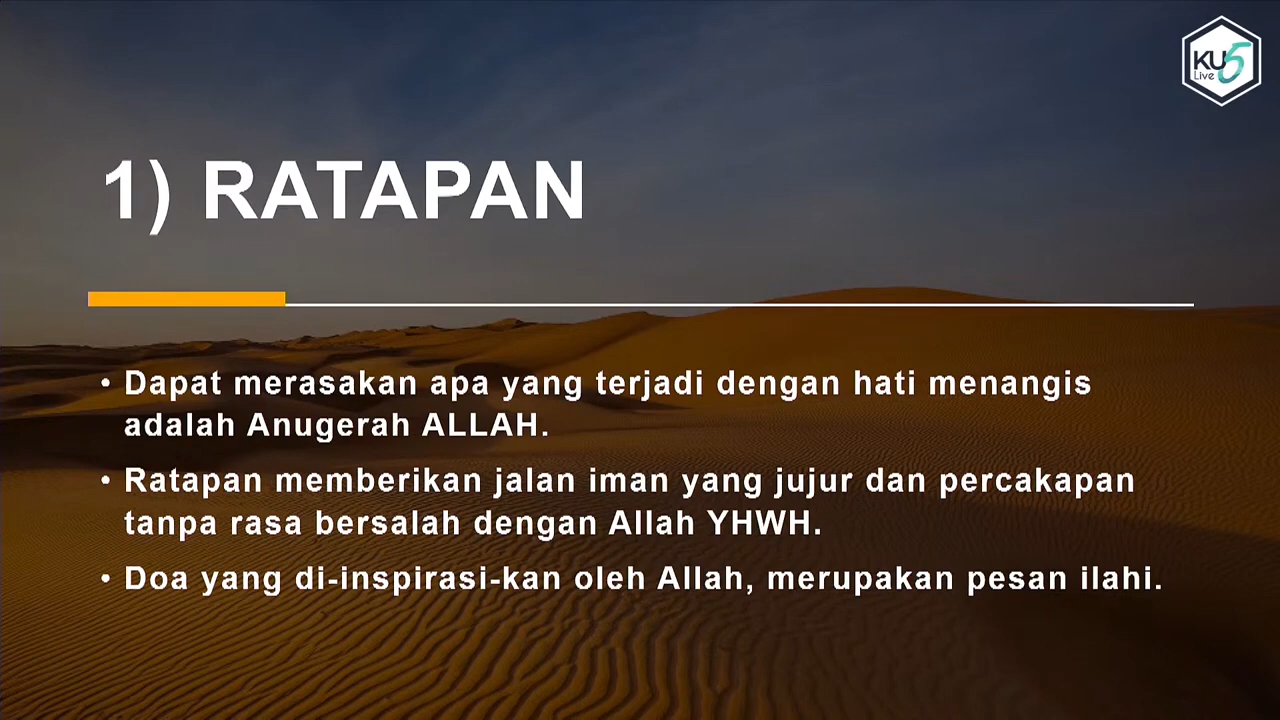 KU5
Live
1) RATAPAN
• Dapat merasakan apa yang terjadi dengan hati menangis
adalah Anugerah ALLAH.
• Ratapan memberikan jalan iman yang jujur dan percakapan
tanpa rasa bersalah dengan Allah YHWH.
• Doa yang di-inspirasi-kan oleh Allah, merupakan pesan ilahi.